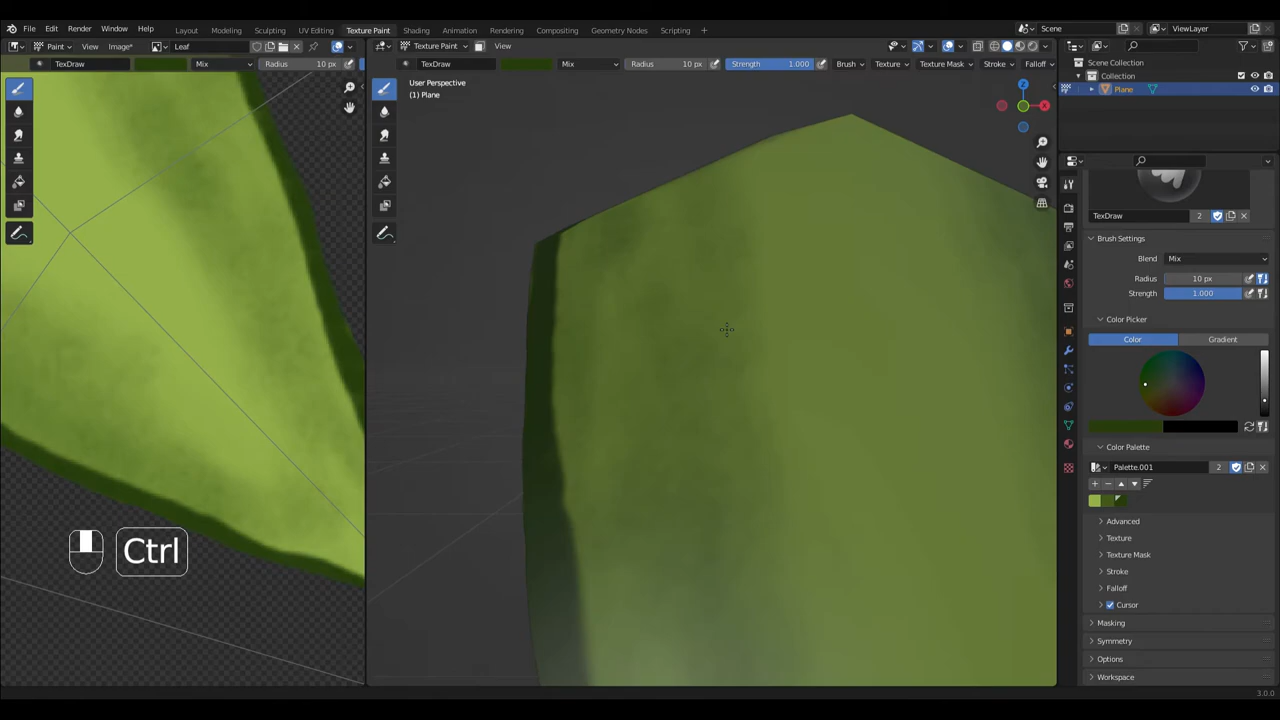 File Edit Render Window Help Layout Modeling Sculpting UV Editing Texture Paint Shading Animation Rendering Compositing Geometry Nodes Scripting + Scene ViewLayer
Paint View Image* Leaf Texture Paint View
TexDraw Mix Radius 10 px TexDraw Mix Radius 10 px Strength 1.000 Brush Texture Texture Mask Stroke Falloff
User Perspective
(1) Plane
Z
X
Scene Collection
Collection
Plane
TexDraw 2
Brush Settings
Blend Mix
Radius 10 px
Strength 1.000
Color Picker
Color Gradient
Color Palette
Palette.001 2
Advanced
Texture
Texture Mask
Stroke
Falloff
Cursor
Masking
Symmetry
Options
Workspace
Ctrl
3.0.0